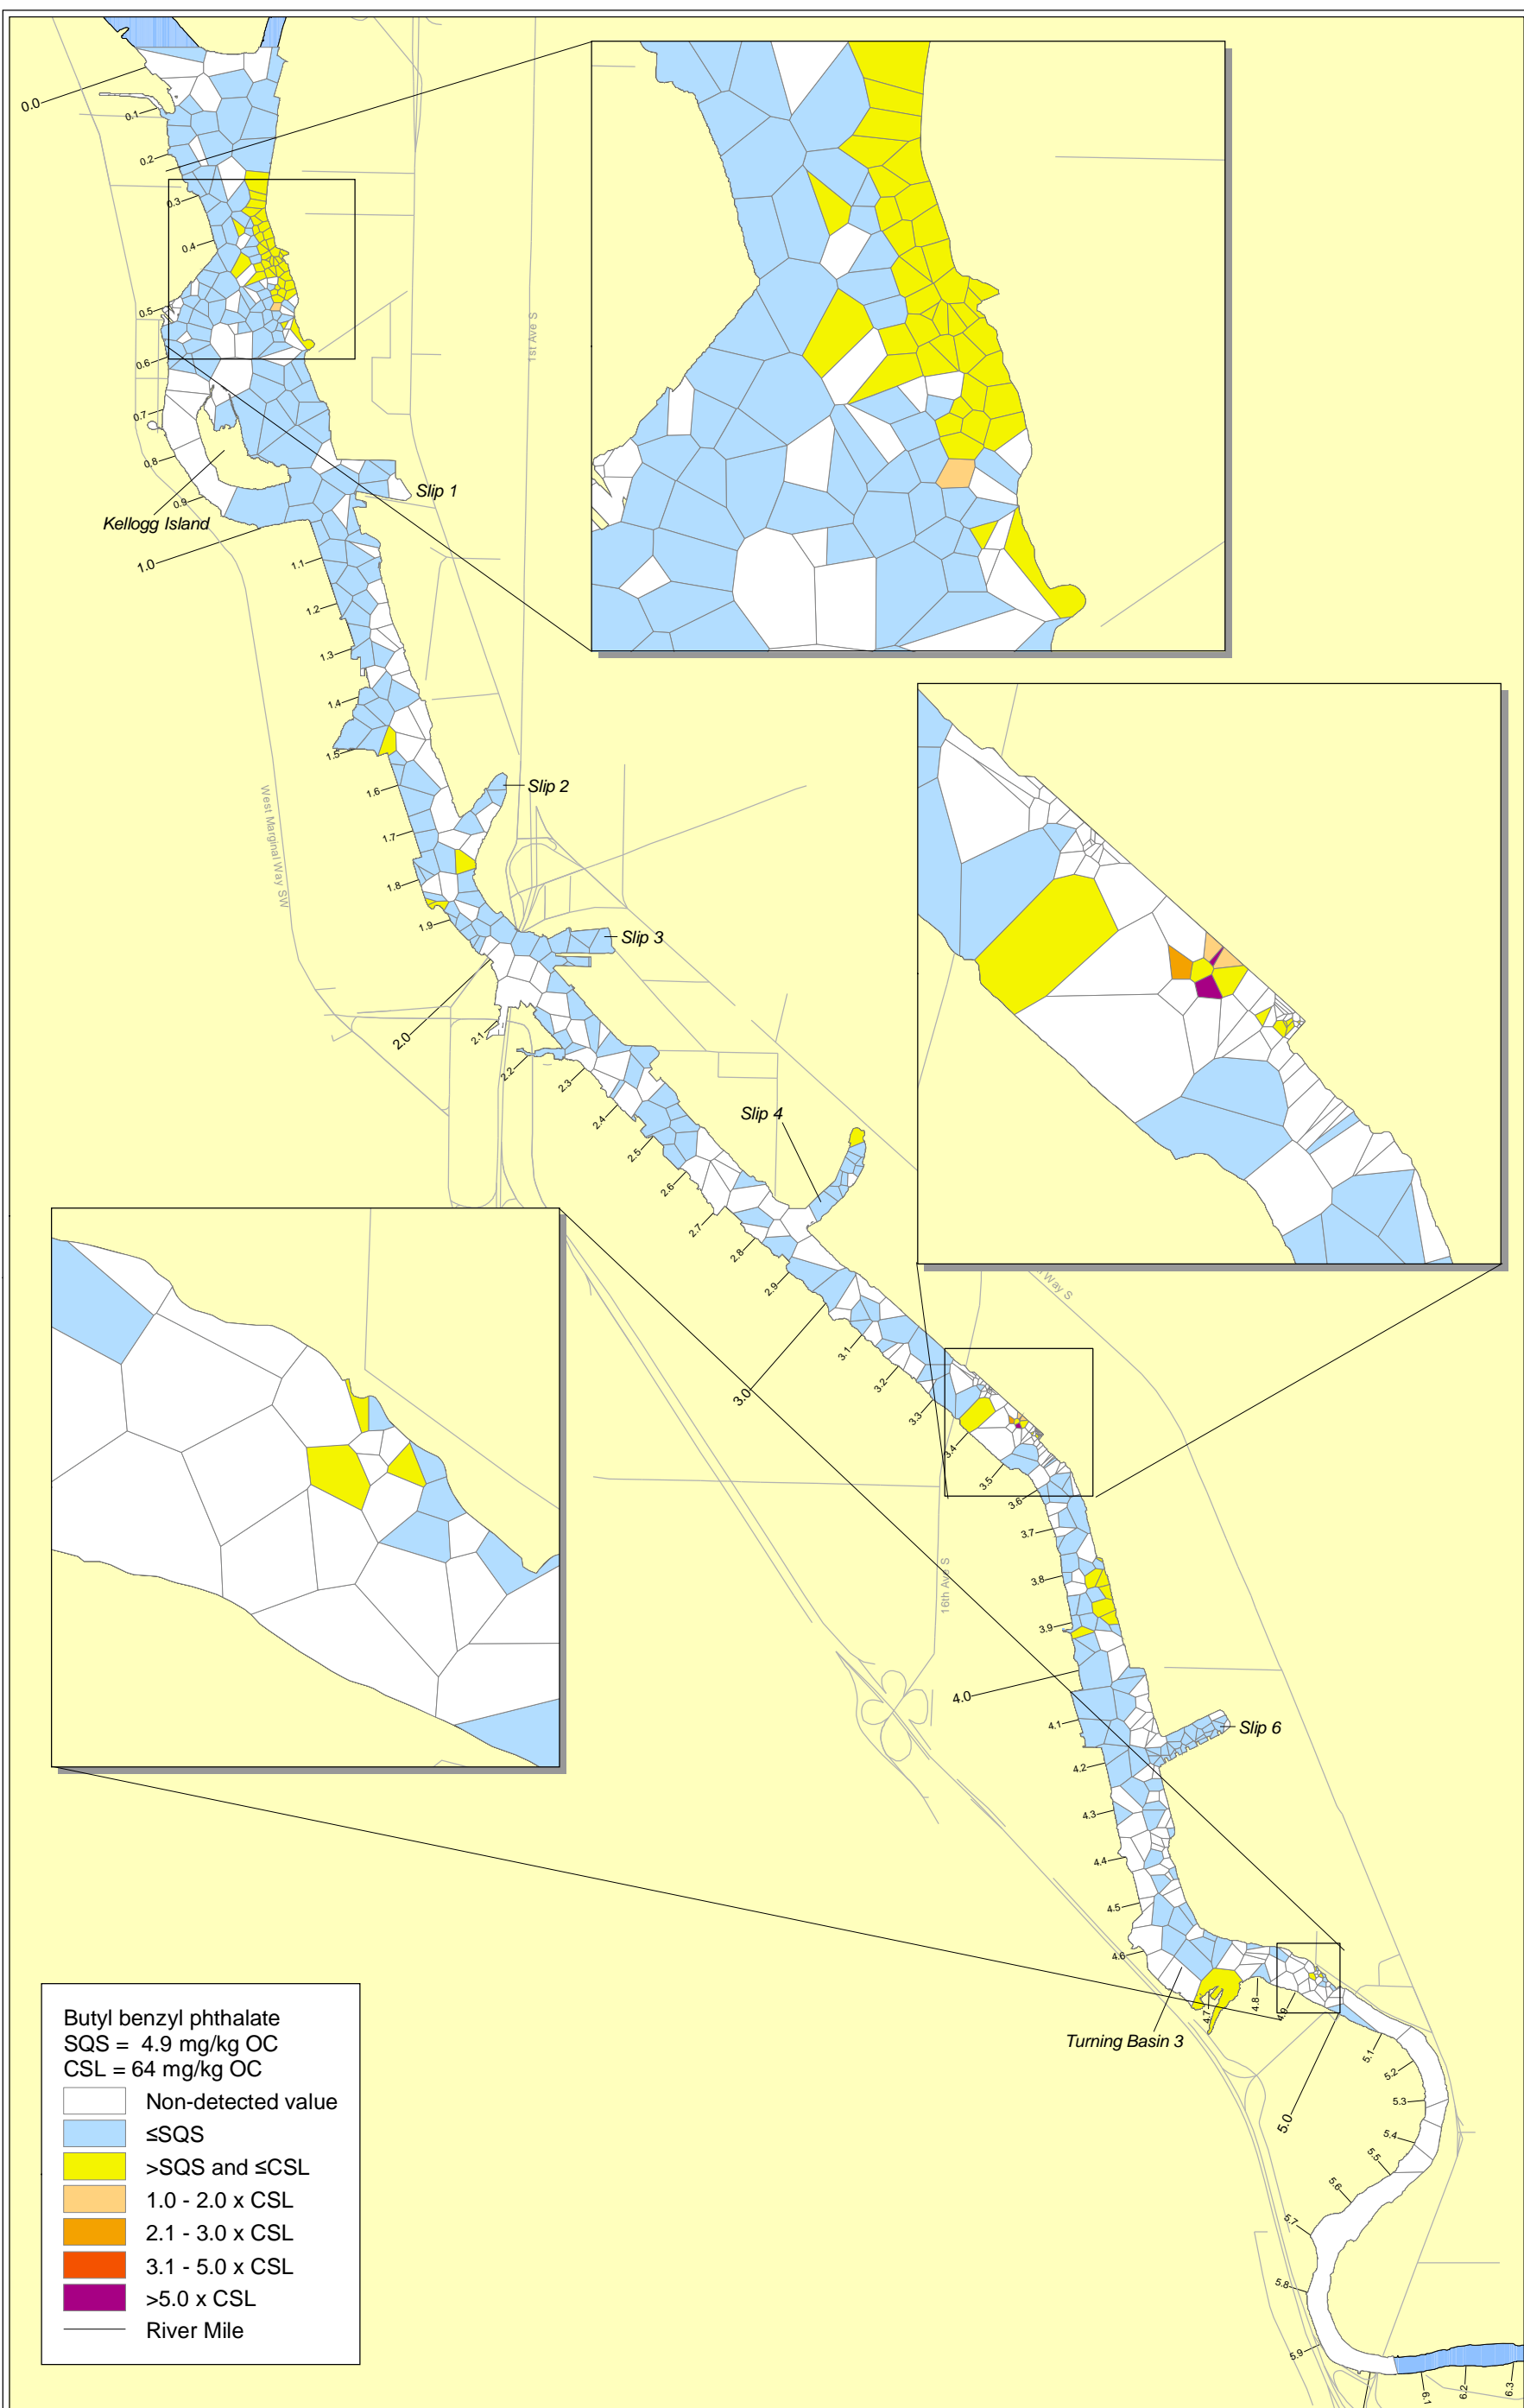 0.0
0.1
0.2
0.3
0.4
0.5
0.6
0.7
0.8
0.9
Slip 1
Kellogg Island
1.0
1st Ave S
1.1
1.2
1.3
1.4
1.5
1.6
West Marginal Way SW
Slip 2
1.7
1.8
1.9
Slip 3
2.0
2.1
2.2
2.3
2.4
2.5
2.6
2.7
Slip 4
2.8
2.9
Way S
3.0
3.1
3.2
3.3
3.4
3.5
3.6
3.7
3.8
3.9
16th Ave S
4.0
4.1
Slip 6
4.2
4.3
4.4
4.5
4.6
4.7
4.8
4.9
Turning Basin 3
5.0
5.1
5.2
5.3
5.4
5.5
5.6
5.7
5.8
5.9
6.1
6.2
6.3
Butyl benzyl phthalate
SQS = 4.9 mg/kg OC
CSL = 64 mg/kg OC
Non-detected value
≤SQS
>SQS and ≤CSL
1.0 - 2.0 x CSL
2.1 - 3.0 x CSL
3.1 - 5.0 x CSL
>5.0 x CSL
River Mile